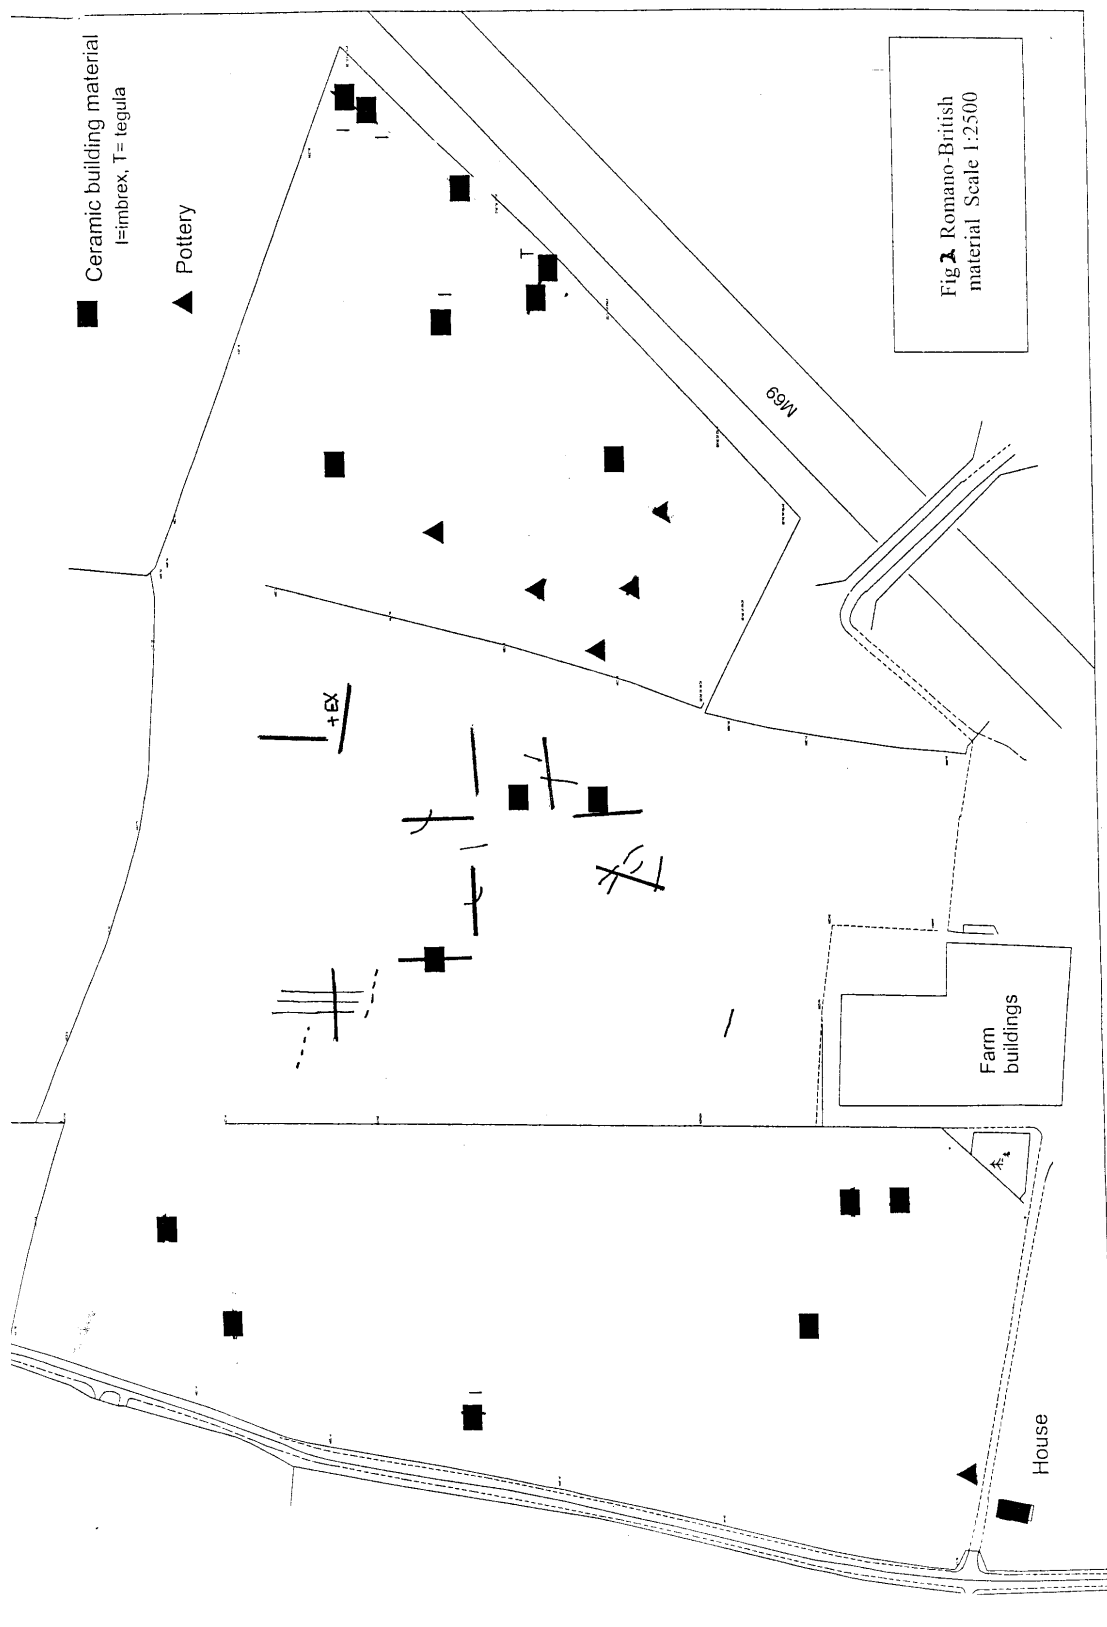 Ceramic building material
I=imbrex, T= tegula
Pottery
Fig 2 Romano-British
material Scale 1:2500
M69
I
I
T
I
+EX
I
Farm
buildings
House